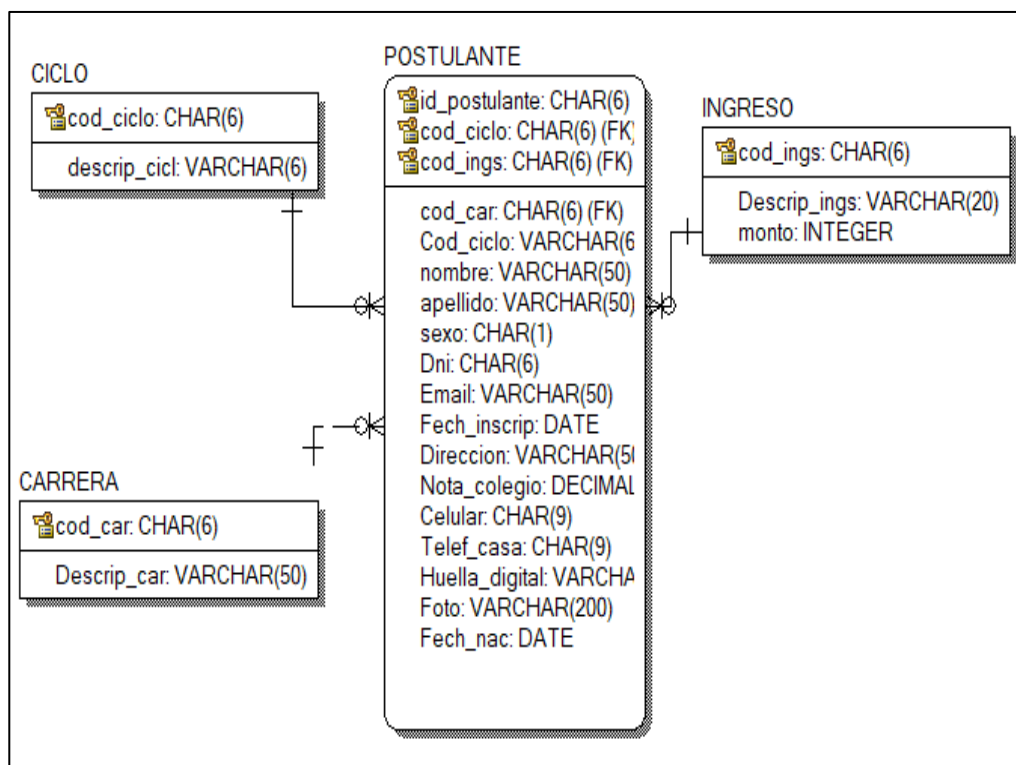 CICLO
cod_ciclo: CHAR(6)
descrip_cicl: VARCHAR(6)
POSTULANTE
id_postulante: CHAR(6)
cod_ciclo: CHAR(6) (FK)
cod_ings: CHAR(6) (FK)
cod_car: CHAR(6) (FK)
Cod_ciclo: VARCHAR(6
nombre: VARCHAR(50)
apellido: VARCHAR(50)
sexo: CHAR(1)
Dni: CHAR(6)
Email: VARCHAR(50)
Fech_inscrip: DATE
Direccion: VARCHAR(50
Nota_colegio: DECIMAL
Celular: CHAR(9)
Telef_casa: CHAR(9)
Huella_digital: VARCHA
Foto: VARCHAR(200)
Fech_nac: DATE
INGRESO
cod_ings: CHAR(6)
Descrip_ings: VARCHAR(20)
monto: INTEGER
CARRERA
cod_car: CHAR(6)
Descrip_car: VARCHAR(50)